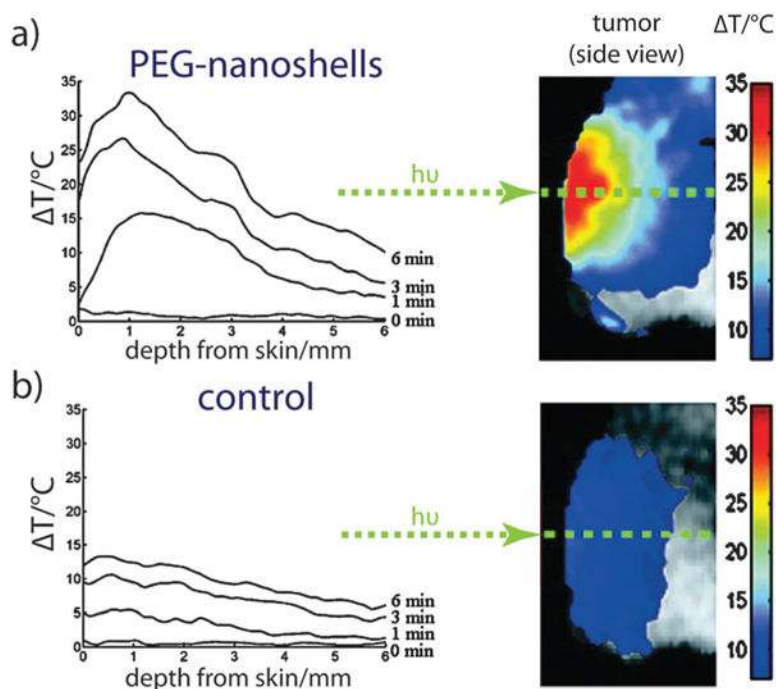 a)
PEG-nanoshells
tumor
(side view)
ΔT/°C
ΔT/°C
35
30
25
20
15
10
5
0
0 1 2 3 4 5 6
depth from skin/mm
6 min
3 min
1 min
0 min
hυ
35
30
25
20
15
10
b)
control
ΔT/°C
35
30
25
20
15
10
5
0
0 1 2 3 4 5 6
depth from skin/mm
6 min
3 min
1 min
0 min
hυ
35
30
25
20
15
10